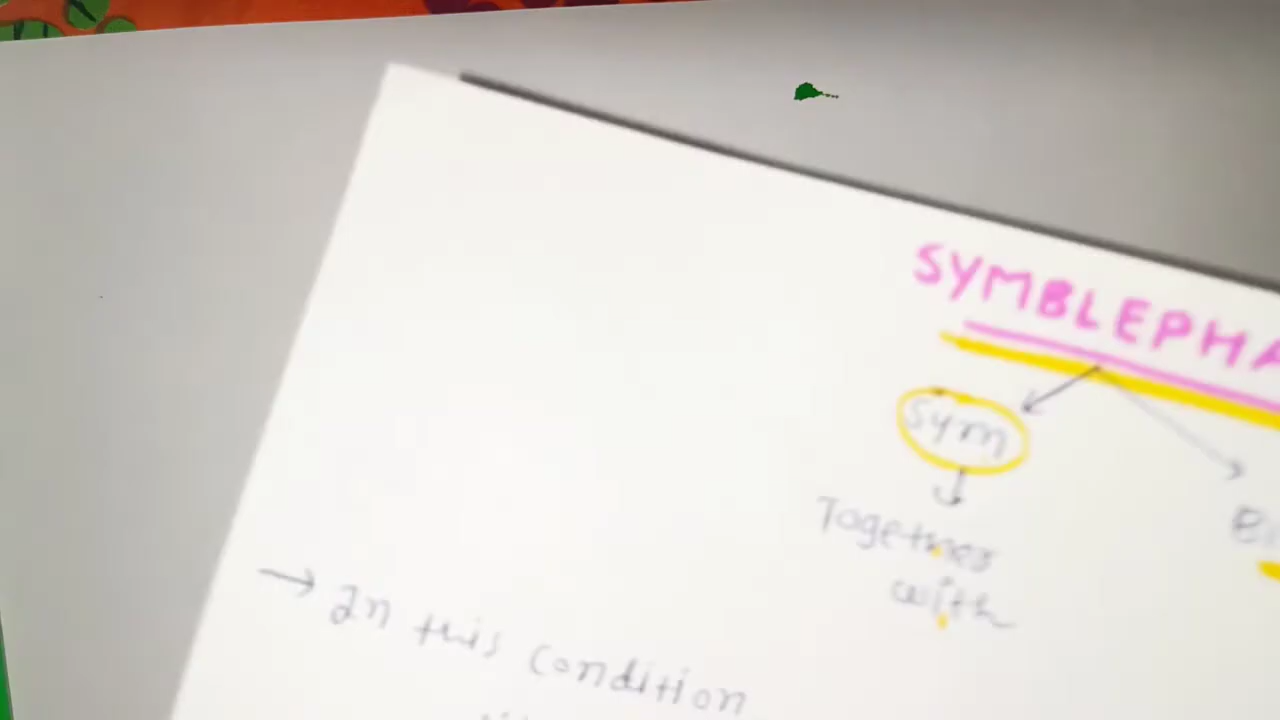 SYMBLEPHA
Sym
Together
with
→ In this condition